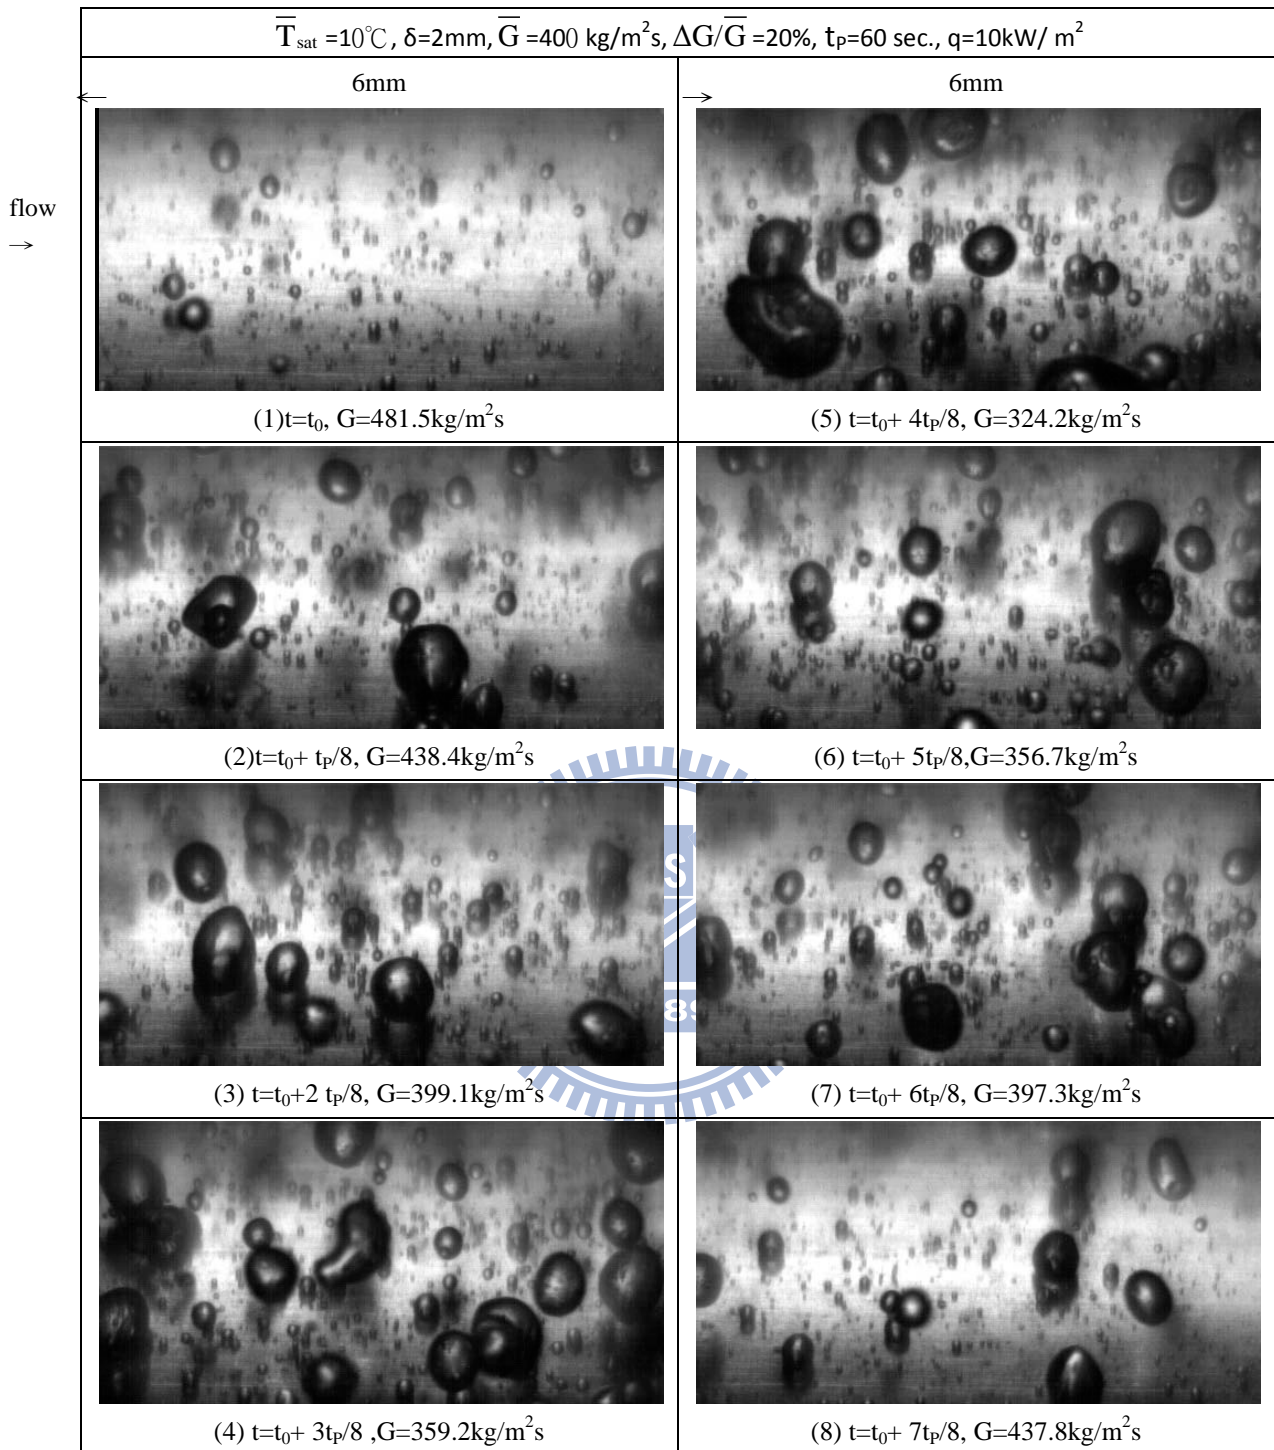 T̅sat =10℃, δ=2mm, G̅ =400 kg/m²s, ΔG/G̅ =20%, tP=60 sec., q=10kW/ m²
← 6mm
→ 6mm
flow
→
(1)t=t₀, G=481.5kg/m²s
(5) t=t₀+ 4tP/8, G=324.2kg/m²s
(2)t=t₀+ tP/8, G=438.4kg/m²s
(6) t=t₀+ 5tP/8,G=356.7kg/m²s
S
89
(3) t=t₀+2 tP/8, G=399.1kg/m²s
(7) t=t₀+ 6tP/8, G=397.3kg/m²s
(4) t=t₀+ 3tP/8 ,G=359.2kg/m²s
(8) t=t₀+ 7tP/8, G=437.8kg/m²s